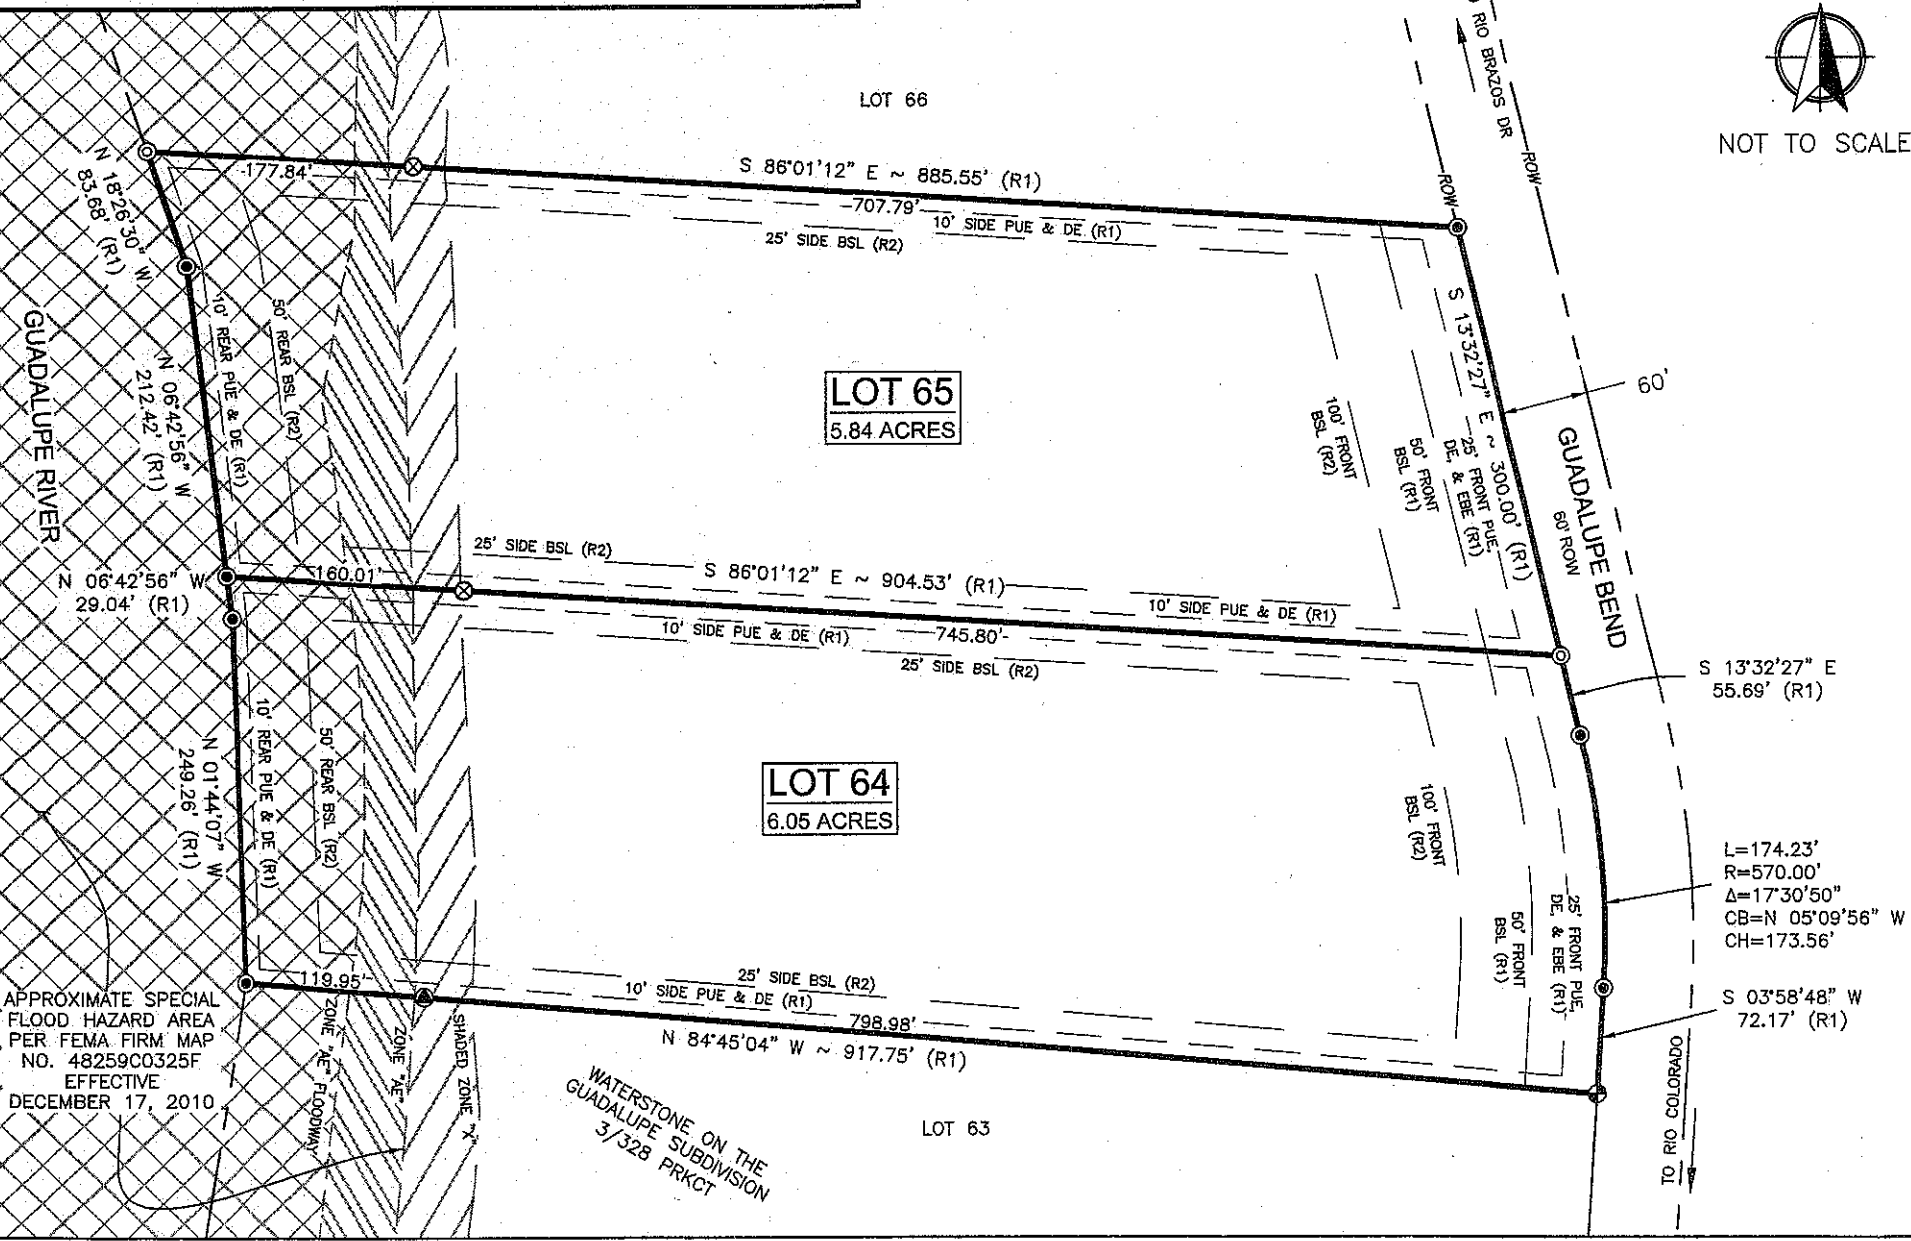 RIO BRAZOS DR
ROW
ROW
NOT TO SCALE
LOT 66
S 86°01'12" E ~ 885.55' (R1)
177.84'
707.79'
10' SIDE PUE & DE (R1)
25' SIDE BSL (R2)
N 18°26'30" W
83.68' (R1)
GUADALUPE RIVER
N 06°42'56" W
212.42' (R1)
10' REAR PUE & DE (R1)
50' REAR BSL (R2)
LOT 65
5.84 ACRES
100' FRONT
BSL (R2)
50' FRONT
BSL (R1)
25' FRONT PUE,
DE, & EBE (R1)
S 13°32'27" E ~ 300.00' (R1)
60'
GUADALUPE BEND
60' ROW
25' SIDE BSL (R2)
S 86°01'12" E ~ 904.53' (R1)
160.01'
10' SIDE PUE & DE (R1)
N 06°42'56" W
29.04' (R1)
10' SIDE PUE & DE (R1)
745.80'
25' SIDE BSL (R2)
S 13°32'27" E
55.69' (R1)
N 01°44'07" W
249.26' (R1)
10' REAR PUE & DE (R1)
50' REAR BSL (R2)
LOT 64
6.05 ACRES
100' FRONT
BSL (R2)
50' FRONT
BSL (R1)
25' FRONT PUE,
DE, & EBE (R1)
L=174.23'
R=570.00'
Δ=17°30'50"
CB=N 05°09'56" W
CH=173.56'
S 03°58'48" W
72.17' (R1)
119.95'
25' SIDE BSL (R2)
10' SIDE PUE & DE (R1)
798.98'
N 84°45'04" W ~ 917.75' (R1)
APPROXIMATE SPECIAL
FLOOD HAZARD AREA
PER FEMA FIRM MAP
NO. 48259C0325F
EFFECTIVE
DECEMBER 17, 2010
ZONE "AE" FLOODWAY
ZONE "AE"
SHADED ZONE "X"
WATERSTONE ON THE
GUADALUPE SUBDIVISION
3/328 PRKCT
LOT 63
TO RIO COLORADO